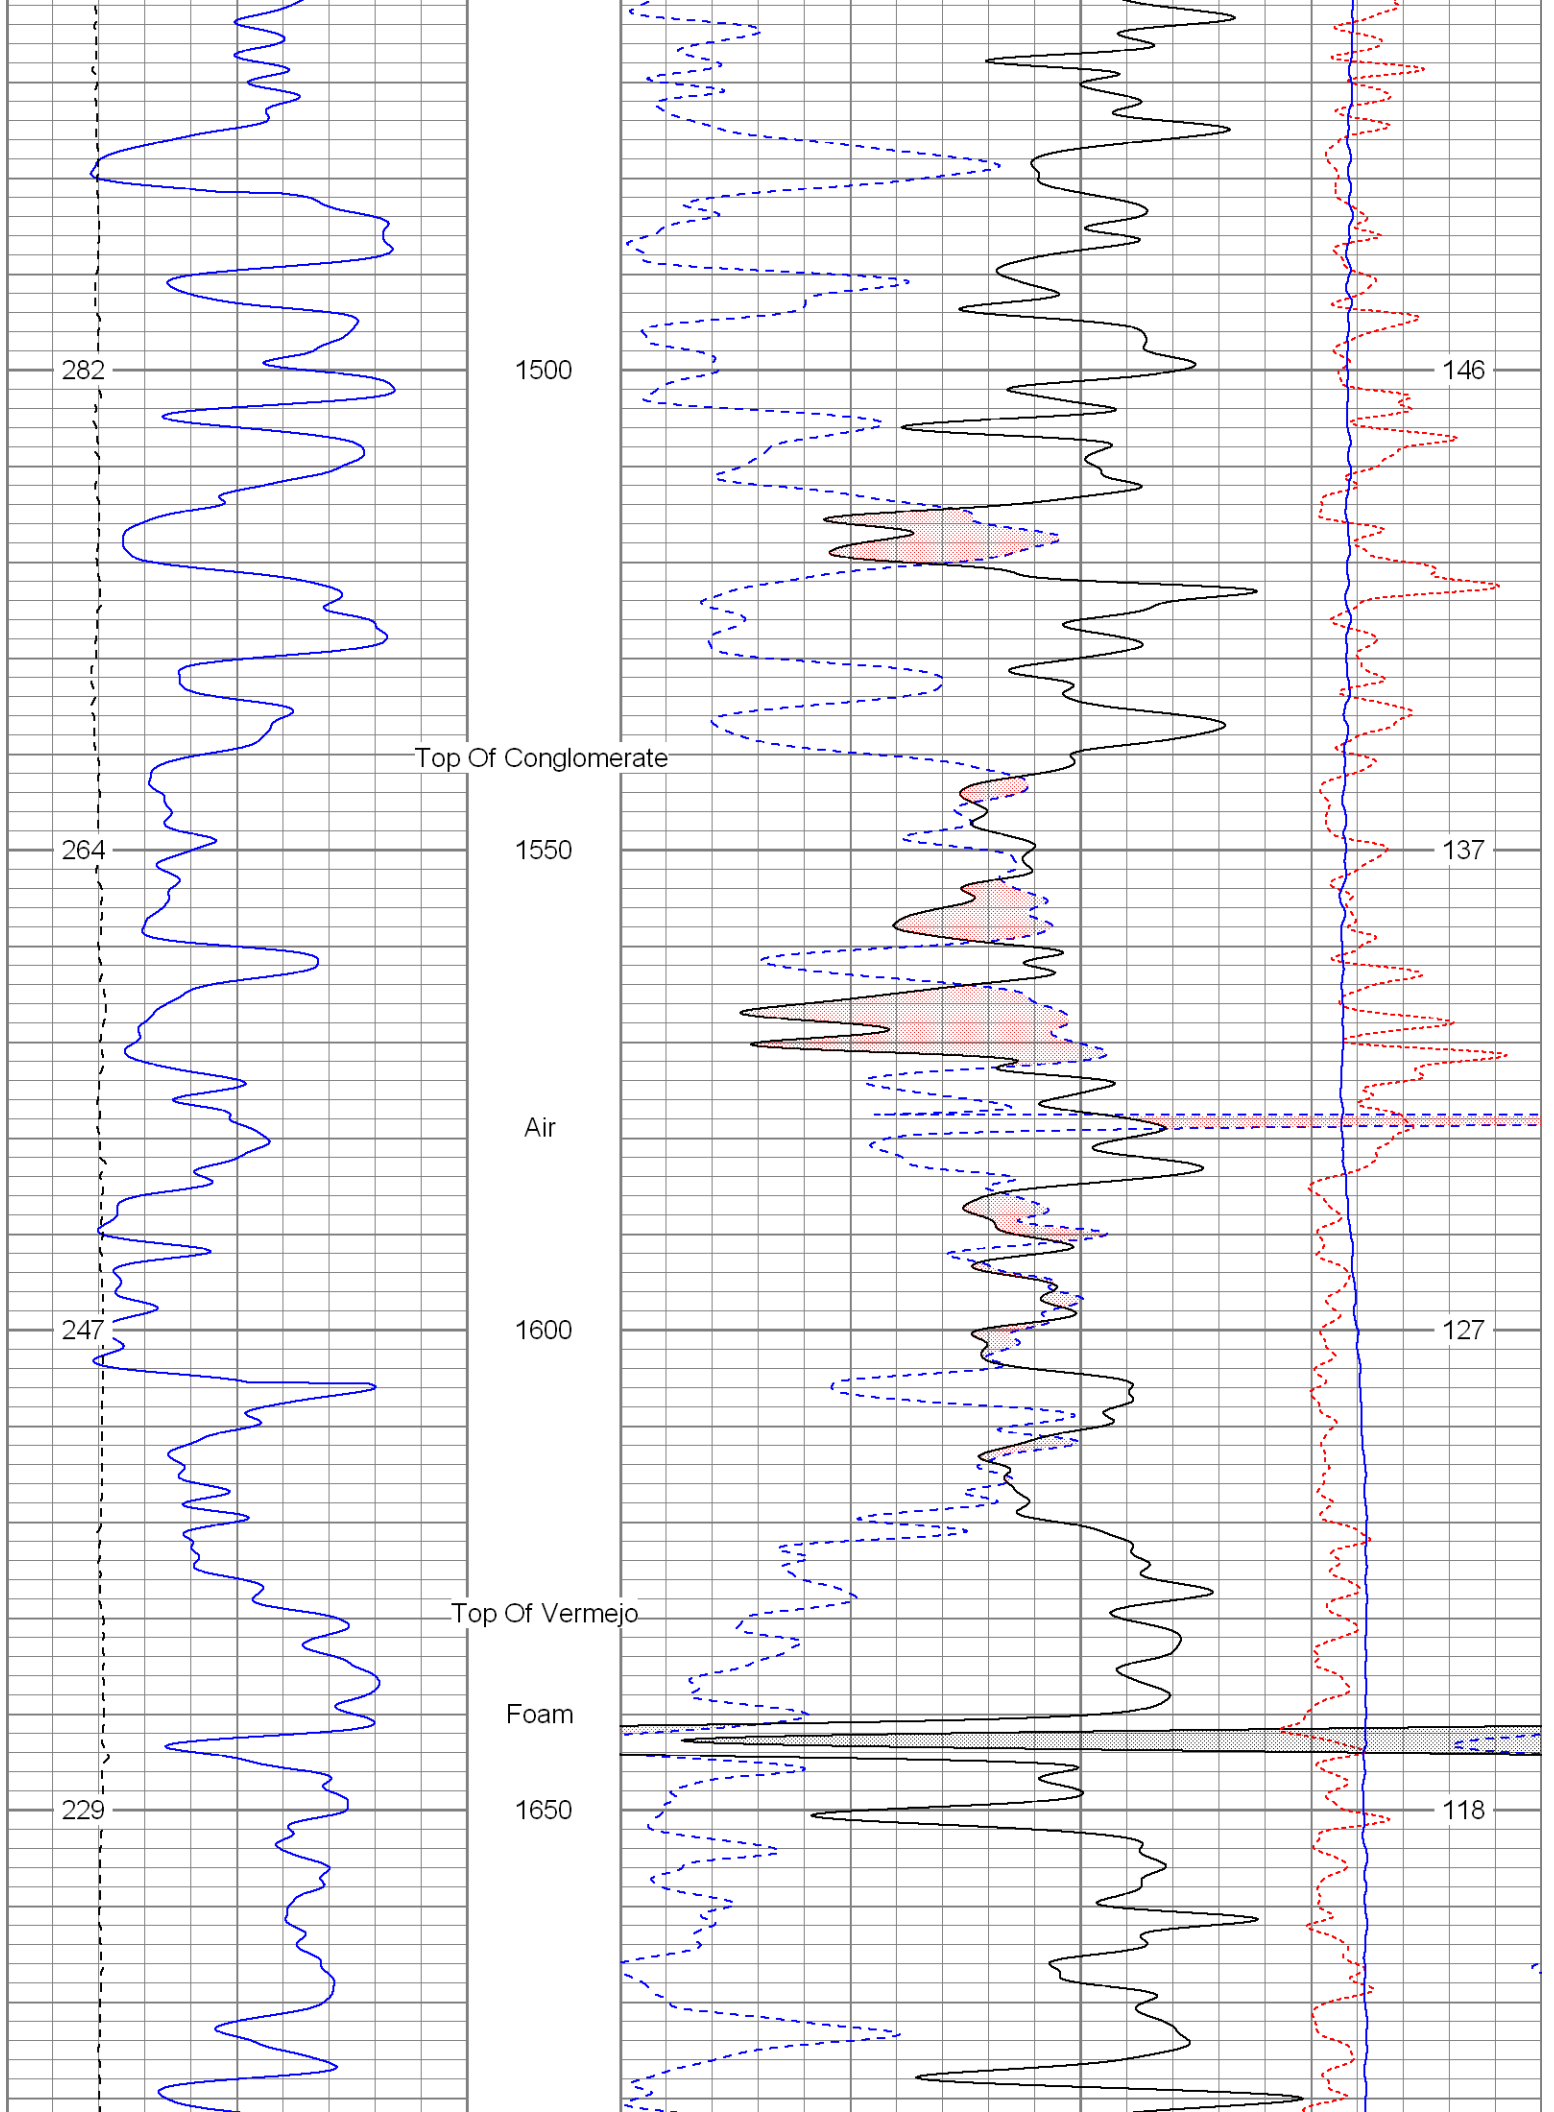 282 1500 146
Top Of Conglomerate
264 1550 137
Air
247 1600 127
Top Of Vermejo
Foam
229 1650 118